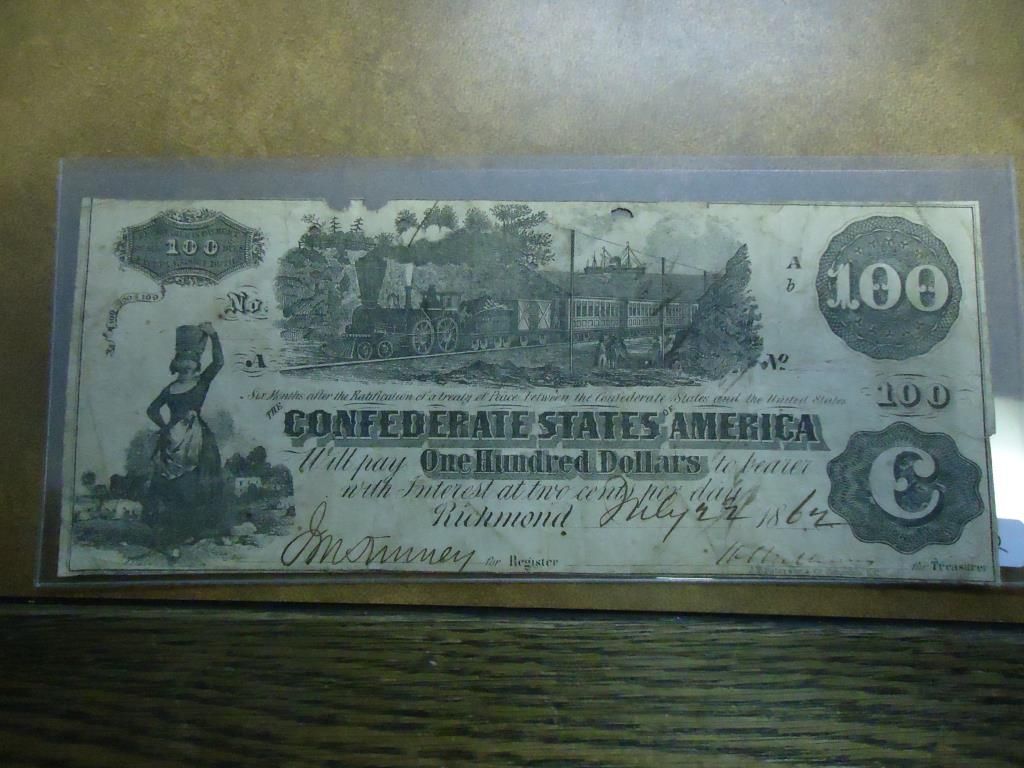 100
No.
A
A
b
No
100
100
Six Months after the Ratification of a treaty of Peace between the Confederate States and the United States
THE CONFEDERATE STATES OF AMERICA
Will pay One Hundred Dollars to bearer
with Interest at two cents per day
Richmond July 22 1862
for Register
for Treasurer
C